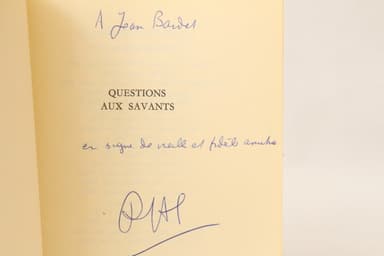 A Jean Bardet
QUESTIONS
AUX SAVANTS
en signe de vieille et fidèle amitié